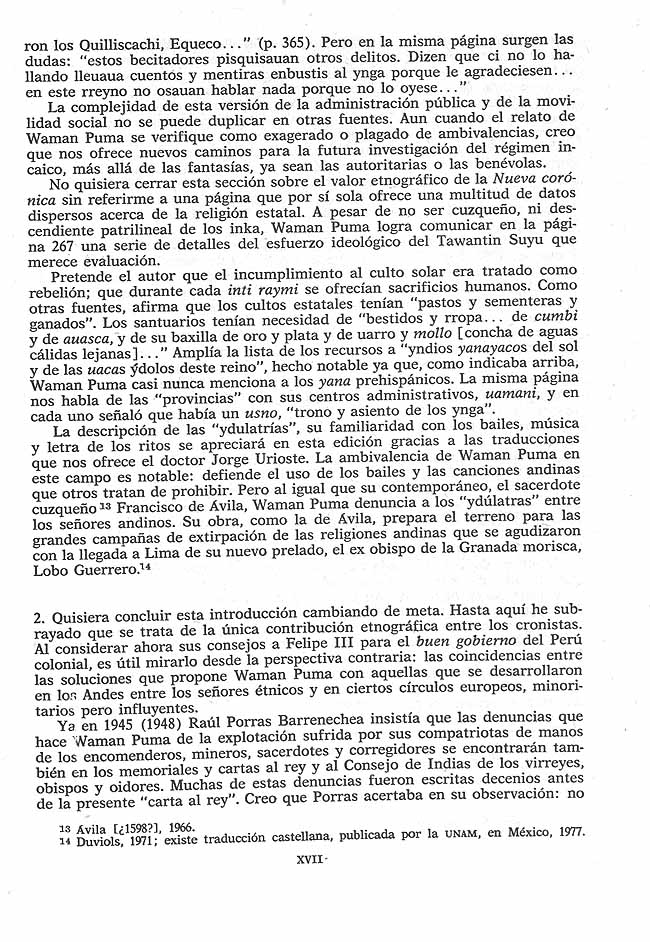 ron los Quilliscachi, Equeco...” (p. 365). Pero en la misma página surgen las
dudas: “estos becitadores pisquisauan otros delitos. Dizen que ci no lo ha-
llando lleuaua cuentos y mentiras enbustis al ynga porque le agradeciesen...
en este rreyno no osauan hablar nada porque no lo oyese...”
La complejidad de esta versión de la administración pública y de la movi-
lidad social no se puede duplicar en otras fuentes. Aun cuando el relato de
Waman Puma se verifique como exagerado o plagado de ambivalencias, creo
que nos ofrece nuevos caminos para la futura investigación del régimen in-
caico, más allá de las fantasías, ya sean las autoritarias o las benévolas.
No quisiera cerrar esta sección sobre el valor etnográfico de la Nueva coró-
nica sin referirme a una página que por sí sola ofrece una multitud de datos
dispersos acerca de la religión estatal. A pesar de no ser cuzqueño, ni des-
cendiente patrilineal de los inka, Waman Puma logra comunicar en la pági-
na 267 una serie de detalles del esfuerzo ideológico del Tawantin Suyu que
merece evaluación.
Pretende el autor que el incumplimiento al culto solar era tratado como
rebelión; que durante cada inti raymi se ofrecían sacrificios humanos. Como
otras fuentes, afirma que los cultos estatales tenían “pastos y sementeras y
ganados”. Los santuarios tenían necesidad de “bestidos y rropa... de cumbi
y de auasca, y de su baxilla de oro y plata y de uarro y mollo [concha de aguas
cálidas lejanas]...” Amplía la lista de los recursos a “yndios yanayacos del sol
y de las uacas ýdolos deste reino”, hecho notable ya que, como indicaba arriba,
Waman Puma casi nunca menciona a los yana prehispánicos. La misma página
nos habla de las “provincias” con sus centros administrativos, uamani, y en
cada uno señaló que había un usno, “trono y asiento de los ynga”.
La descripción de las “ydulatrías”, su familiaridad con los bailes, música
y letra de los ritos se apreciará en esta edición gracias a las traducciones
que nos ofrece el doctor Jorge Urioste. La ambivalencia de Waman Puma en
este campo es notable: defiende el uso de los bailes y las canciones andinas
que otros tratan de prohibir. Pero al igual que su contemporáneo, el sacerdote
cuzqueño 13 Francisco de Ávila, Waman Puma denuncia a los “ydúlatras” entre
los señores andinos. Su obra, como la de Ávila, prepara el terreno para las
grandes campañas de extirpación de las religiones andinas que se agudizaron
con la llegada a Lima de su nuevo prelado, el ex obispo de la Granada morisca,
Lobo Guerrero.14
2. Quisiera concluir esta introducción cambiando de meta. Hasta aquí he sub-
rayado que se trata de la única contribución etnográfica entre los cronistas.
Al considerar ahora sus consejos a Felipe III para el buen gobierno del Perú
colonial, es útil mirarlo desde la perspectiva contraria: las coincidencias entre
las soluciones que propone Waman Puma con aquellas que se desarrollaron
en los Andes entre los señores étnicos y en ciertos círculos europeos, minori-
tarios pero influyentes.
Ya en 1945 (1948) Raúl Porras Barrenechea insistía que las denuncias que
hace Waman Puma de la explotación sufrida por sus compatriotas de manos
de los encomenderos, mineros, sacerdotes y corregidores se encontrarán tam-
bién en los memoriales y cartas al rey y al Consejo de Indias de los virreyes,
obispos y oidores. Muchas de estas denuncias fueron escritas decenios antes
de la presente “carta al rey”. Creo que Porras acertaba en su observación: no
13 Ávila [¿1598?], 1966.
14 Duviols, 1971; existe traducción castellana, publicada por la UNAM, en México, 1977.
XVII